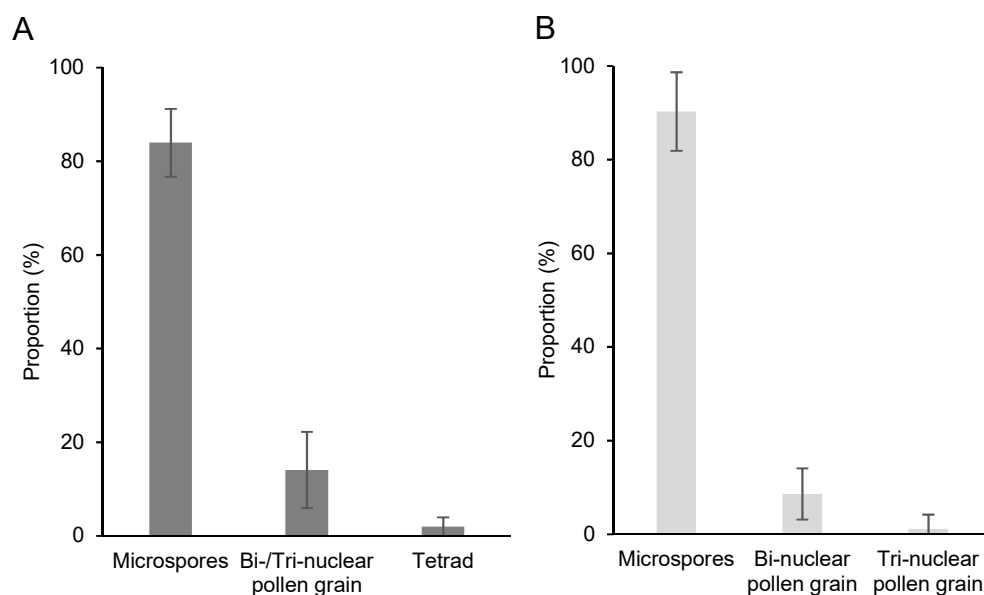 A
100
80
60
40
20
0
Proportion (%)
Microspores
Bi-/Tri-nuclear
pollen grain
Tetrad
B
100
80
60
40
20
0
Proportion (%)
Microspores
Bi-nuclear
pollen grain
Tri-nuclear
pollen grain